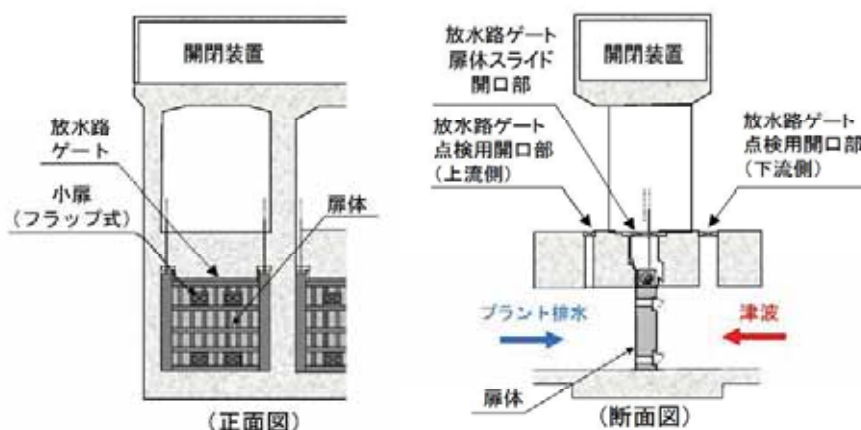 開閉装置
放水路
ゲート
小扉
(フラップ式)
扉体
(正面図)
放水路ゲート
扉体スライド
開口部
開閉装置
放水路ゲート
点検用開口部
(上流側)
放水路ゲート
点検用開口部
(下流側)
プラント排水
津波
扉体
(断面図)